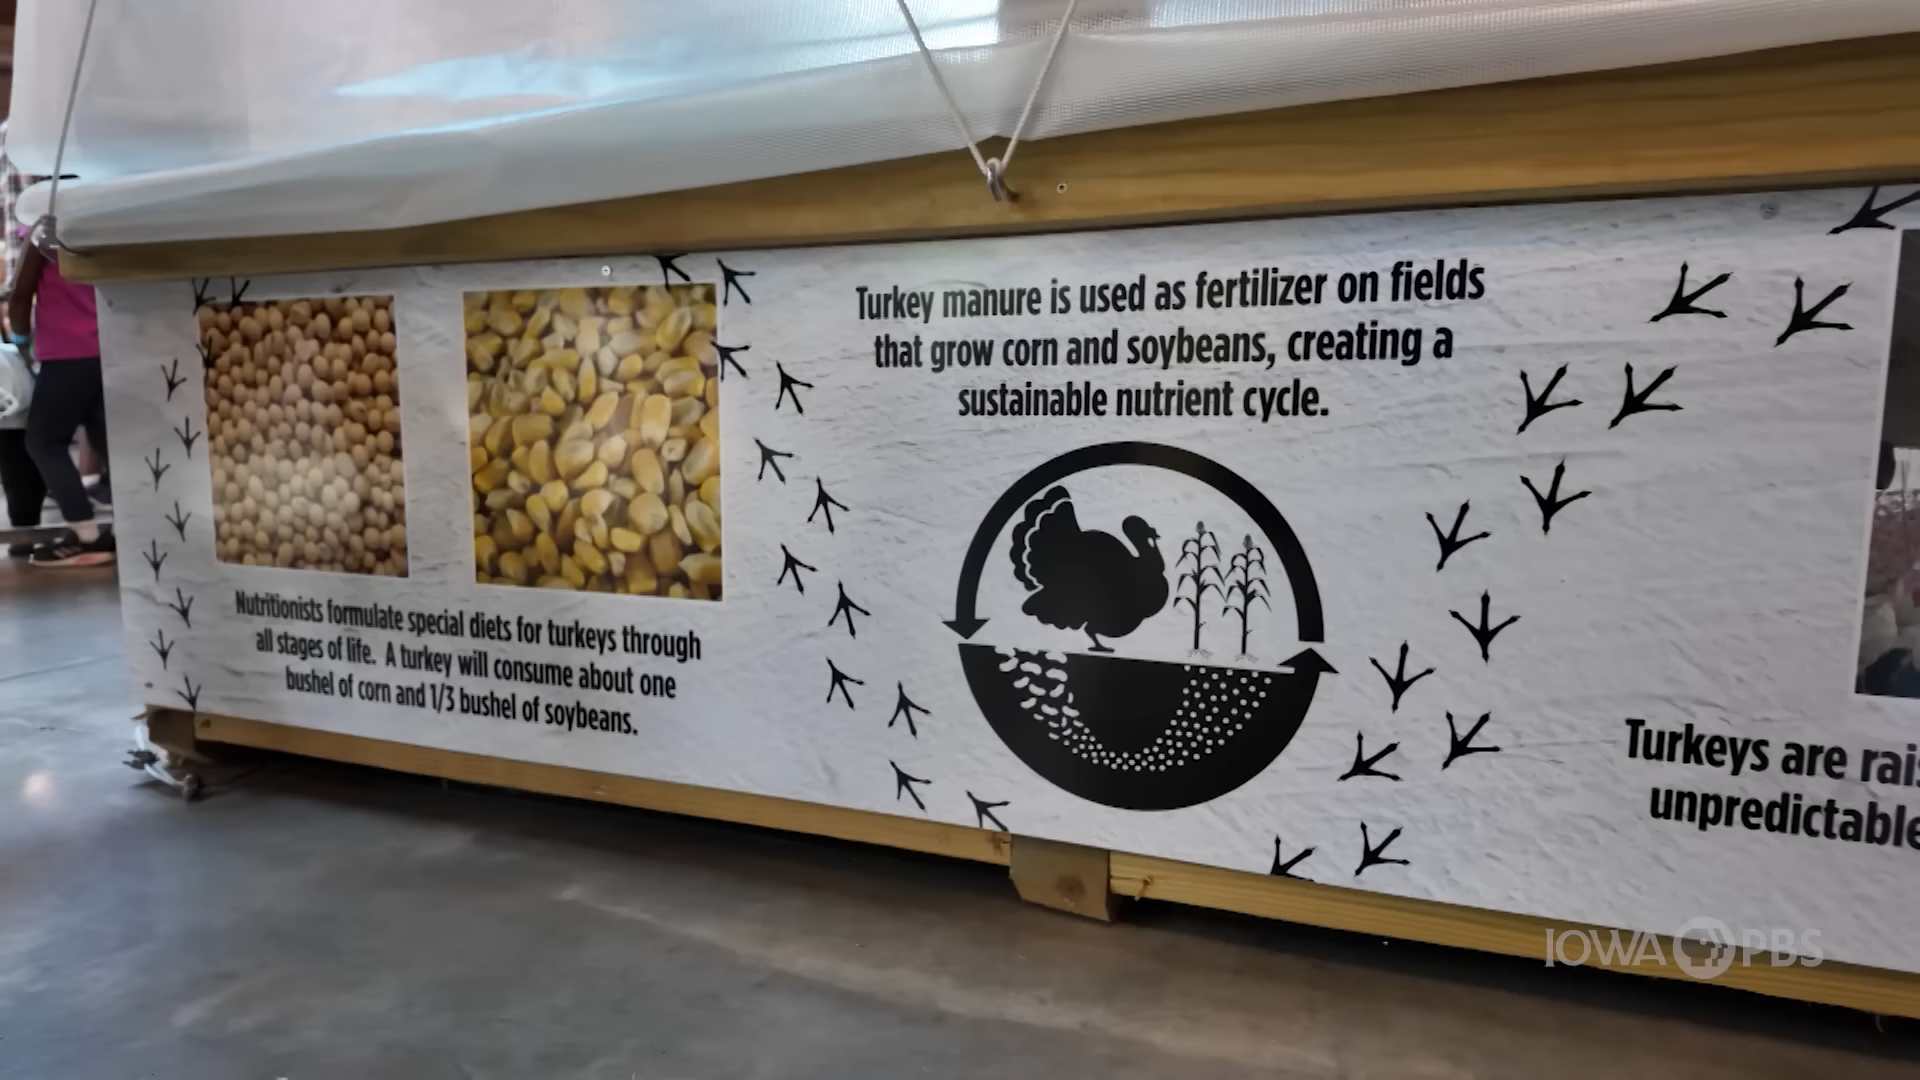 Nutritionists formulate special diets for turkeys through
all stages of life. A turkey will consume about one
bushel of corn and 1/3 bushel of soybeans.
Turkey manure is used as fertilizer on fields
that grow corn and soybeans, creating a
sustainable nutrient cycle.
Turkeys are rais
unpredictable
IOWA PBS